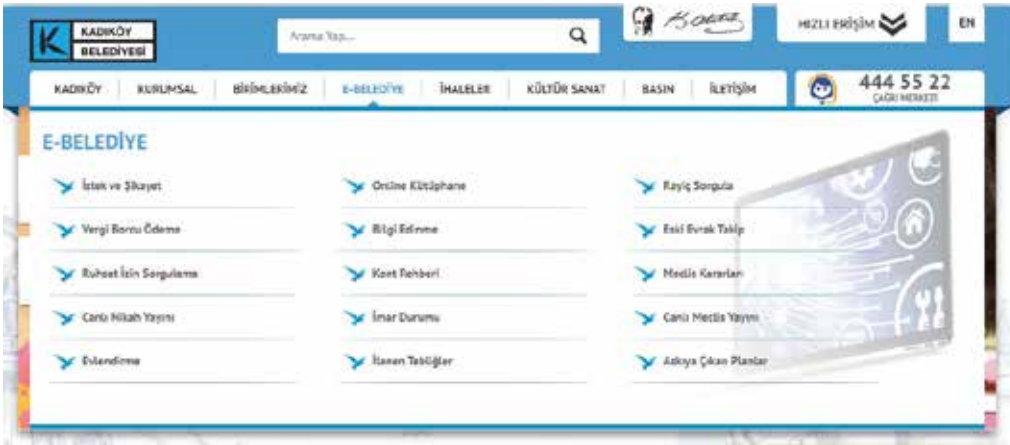 KADIKÖY
BELEDİYESİ
Arama Yap...
HIZLI ERİŞİM
EN
KADIKÖY
KURUMSAL
BİRİMLERİMİZ
E-BELEDİYE
İHALELER
KÜLTÜR SANAT
BASIN
İLETİŞİM
444 55 22
ÇAĞRI MERKEZİ
E-BELEDİYE
İstek ve Şikayet
Online Kütüphane
Rayiç Sorgula
Vergi Borcu Ödeme
Bilgi Edinme
Eski Evrak Takip
Ruhsat İzin Sorgulama
Kent Rehberi
Meclis Kararları
Canlı Nikah Yayını
İmar Durumu
Canlı Meclis Yayını
Evlendirme
İlanen Tebliğler
Askıya Çıkan Planlar